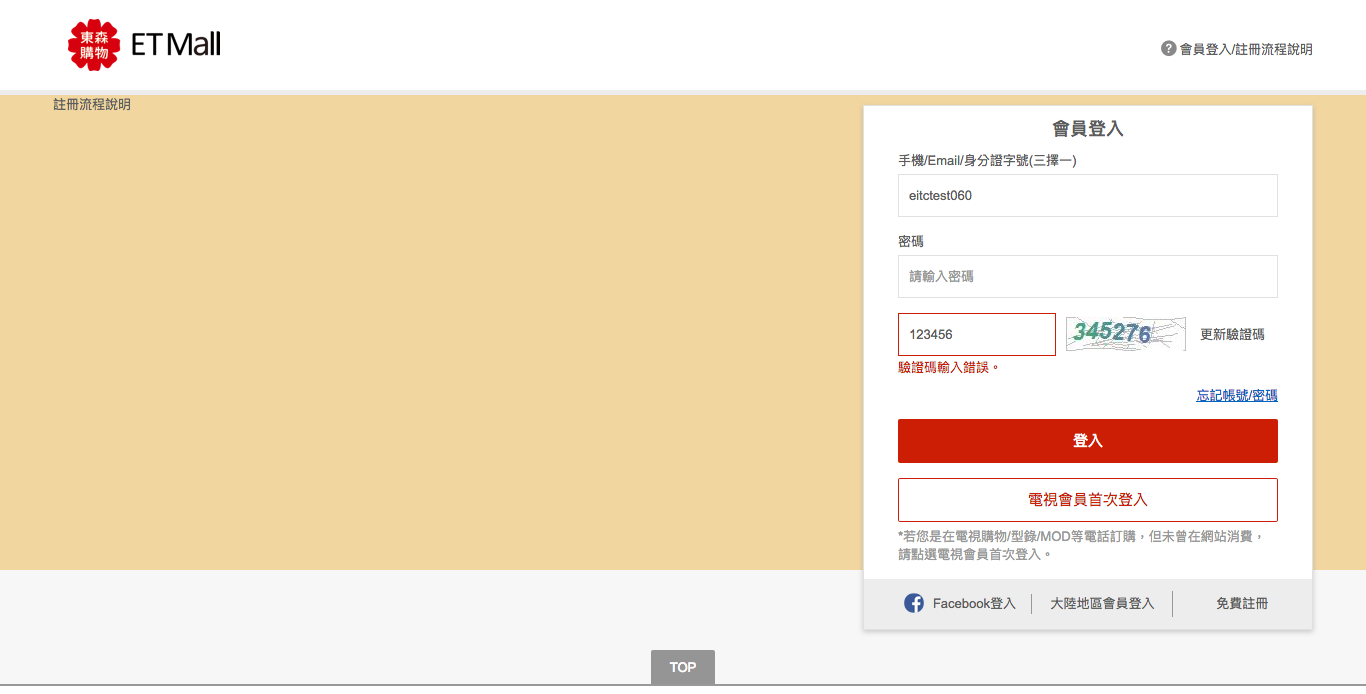 東森
購物
ET Mall
? 會員登入/註冊流程說明
註冊流程說明
會員登入
手機/Email/身分證字號(三擇一)
eitctest060
密碼
請輸入密碼
123456
345276
更新驗證碼
驗證碼輸入錯誤。
忘記帳號/密碼
登入
電視會員首次登入
*若您是在電視購物/型錄/MOD等電話訂購，但未曾在網站消費，
請點選電視會員首次登入。
Facebook登入
大陸地區會員登入
免費註冊
TOP